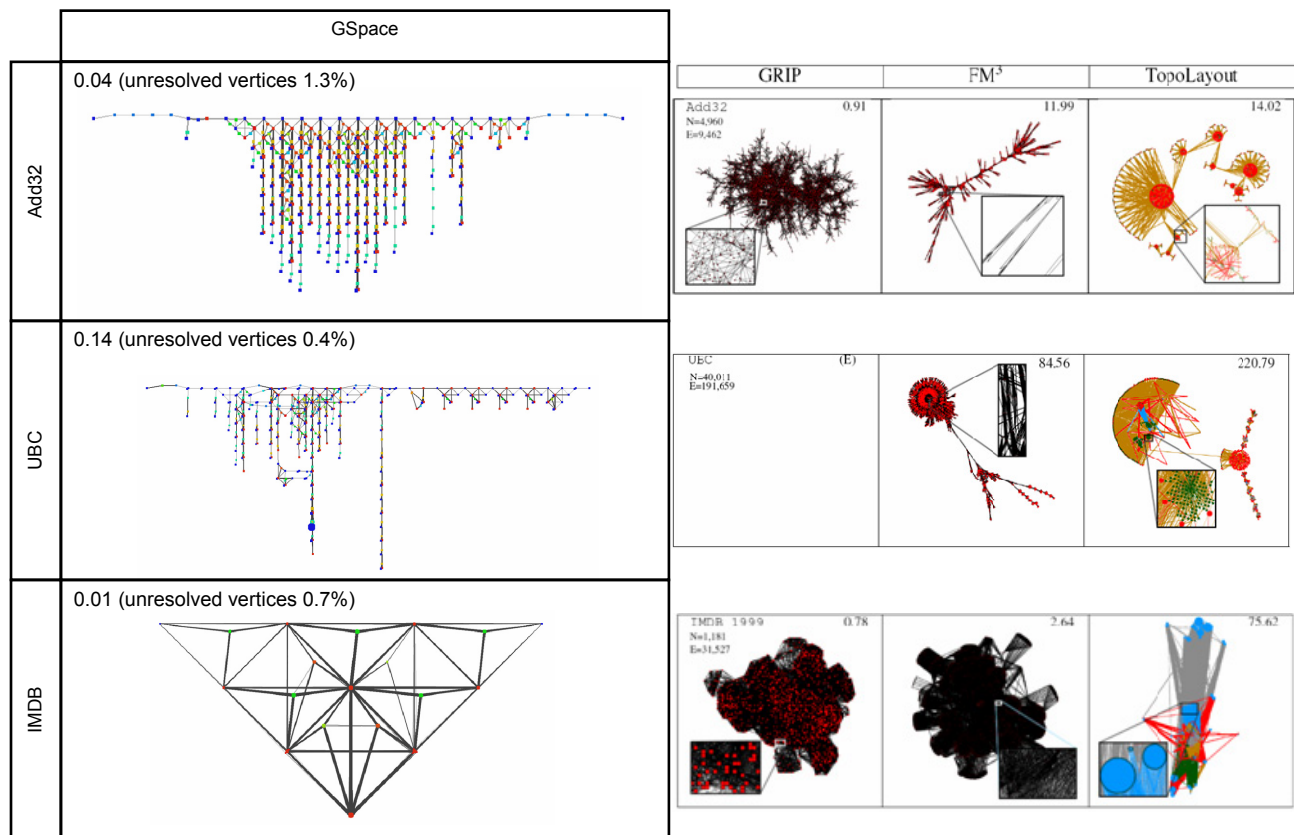 GSpace
GRIP
FM³
TopoLayout
Add32
0.04 (unresolved vertices 1.3%)
Add32 0.91
N=4,960
E=9,462
11.99
14.02
UBC
0.14 (unresolved vertices 0.4%)
UBC (E)
N=40,011
E=191,659
84.56
220.79
IMDB
0.01 (unresolved vertices 0.7%)
IMDB 1999 0.78
N=1,181
E=31,527
2.64
75.62